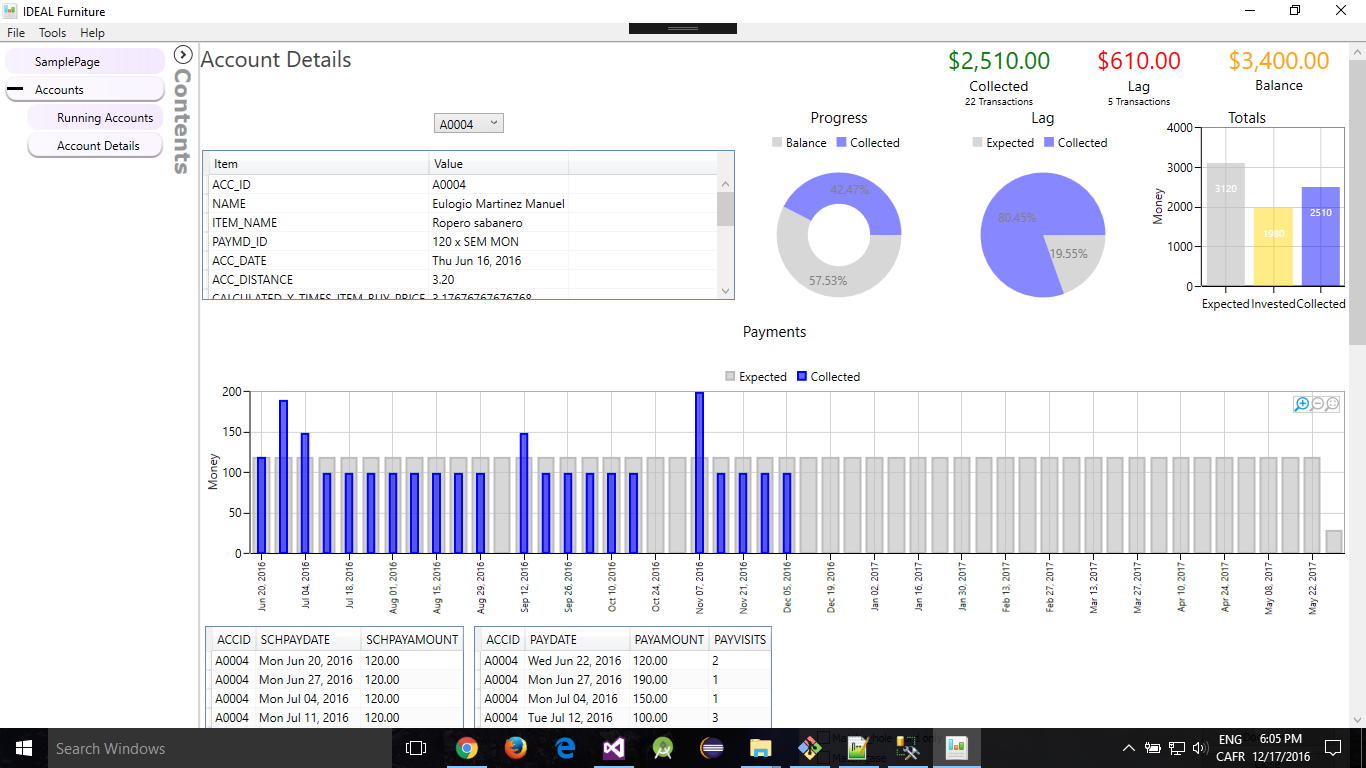 IDEAL Furniture
File Tools Help
SamplePage
Accounts
Running Accounts
Account Details
Contents
Account Details
$2,510.00
Collected
22 Transactions
$610.00
Lag
5 Transactions
$3,400.00
Balance
A0004
Item Value
ACC_ID A0004
NAME Eulogio Martinez Manuel
ITEM_NAME Ropero sabanero
PAYMD_ID 120 x SEM MON
ACC_DATE Thu Jun 16, 2016
ACC_DISTANCE 3.20
CALCULATED_X_TIMES_ITEM_BUY_PRICE 3.17676767676768
Progress
Balance Collected
42.47%
57.53%
Lag
Expected Collected
80.45%
19.55%
Totals
Money
4000
3000
2000
1000
0
3120
1960
2510
Expected Invested Collected
Payments
Expected Collected
Money
200
150
100
50
0
Jun 20, 2016
Jul 04, 2016
Jul 18, 2016
Aug 01, 2016
Aug 15, 2016
Aug 29, 2016
Sep 12, 2016
Sep 26, 2016
Oct 10, 2016
Oct 24, 2016
Nov 07, 2016
Nov 21, 2016
Dec 05, 2016
Dec 19, 2016
Jan 02, 2017
Jan 16, 2017
Jan 30, 2017
Feb 13, 2017
Feb 27, 2017
Mar 13, 2017
Mar 27, 2017
Apr 10, 2017
Apr 24, 2017
May 08, 2017
May 22, 2017
ACCID SCHPAYDATE SCHPAYAMOUNT
A0004 Mon Jun 20, 2016 120.00
A0004 Mon Jun 27, 2016 120.00
A0004 Mon Jul 04, 2016 120.00
A0004 Mon Jul 11, 2016 120.00
ACCID PAYDATE PAYAMOUNT PAYVISITS
A0004 Wed Jun 22, 2016 120.00 2
A0004 Mon Jun 27, 2016 190.00 1
A0004 Mon Jul 04, 2016 150.00 1
A0004 Tue Jul 12, 2016 100.00 3
Search Windows
ENG
CAFR
6:05 PM
12/17/2016